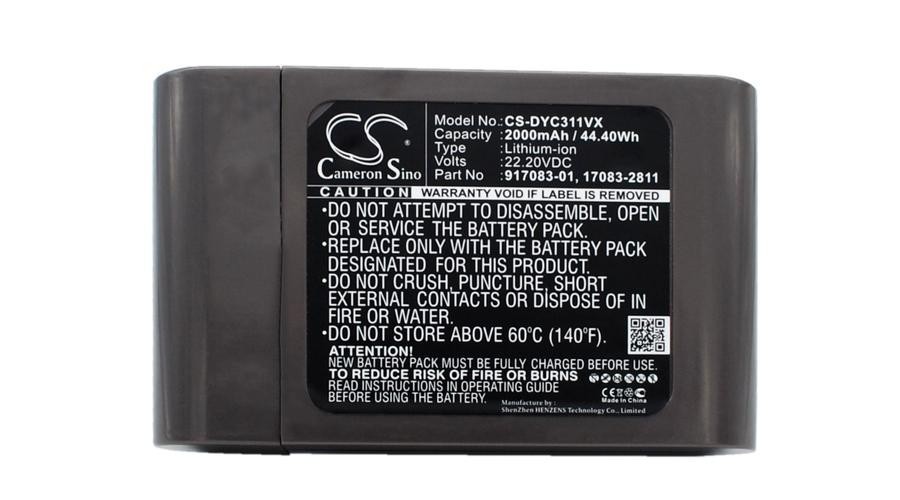 CS
®
Cameron Sino
Model No.:CS-DYC311VX
Capacity :2000mAh / 44.40Wh
Type :Lithium-ion
Volts :22.20VDC
Part No :917083-01, 17083-2811
CAUTION WARRANTY VOID IF LABEL IS REMOVED
•DO NOT ATTEMPT TO DISASSEMBLE, OPEN
OR SERVICE THE BATTERY PACK.
•REPLACE ONLY WITH THE BATTERY PACK
DESIGNATED FOR THIS PRODUCT.
•DO NOT CRUSH, PUNCTURE, SHORT
EXTERNAL CONTACTS OR DISPOSE OF IN
FIRE OR WATER.
•DO NOT STORE ABOVE 60°C (140°F).
ATTENTION!
NEW BATTERY PACK MUST BE FULLY CHARGED BEFORE USE.
TO REDUCE RISK OF FIRE OR BURNS
READ INSTRUCTIONS IN OPERATING GUIDE
BEFORE USING THE BATTERY.
CE
Made In China
Manufacture by :
ShenZhen HENZENS Technology Co., Limited